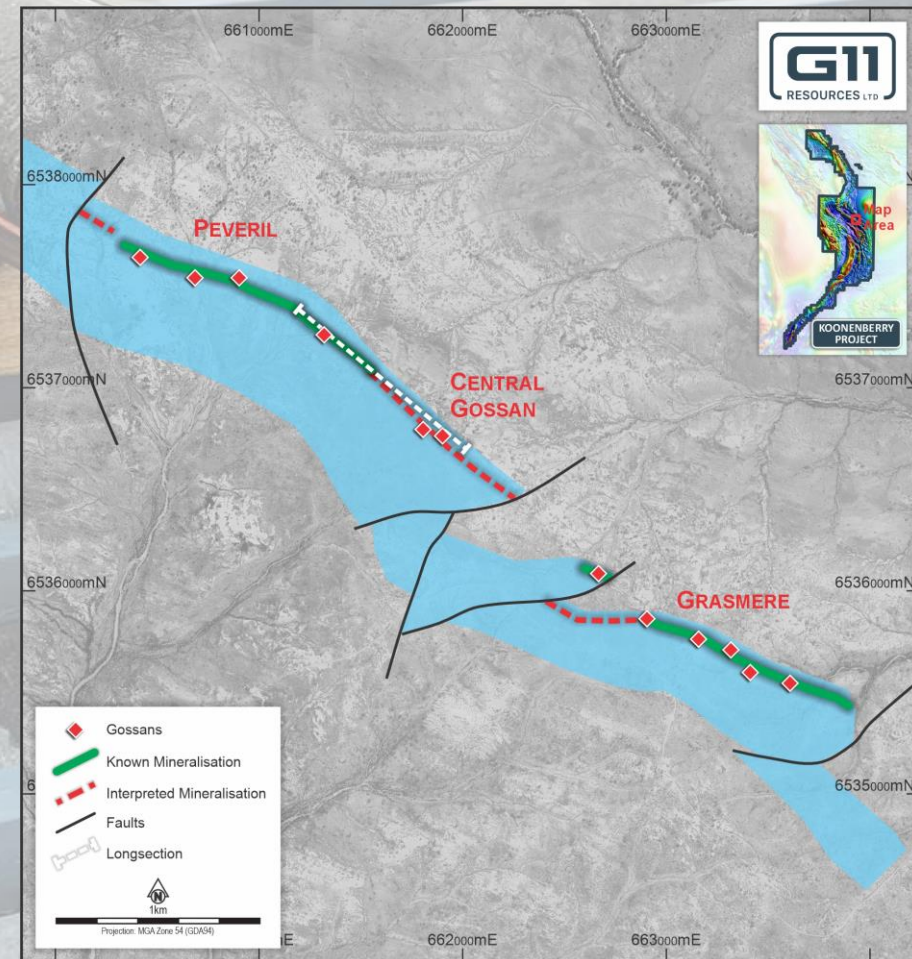 661000mE
662000mE
663000mE
G11
RESOURCES LTD
Map
Area
KOONENBERRY
PROJECT
6538000mN
PEVERIL
6537000mN
6537000mN
CENTRAL
GOSSAN
6536000mN
6536000mN
GRASMERE
6535000mN
Gossans
Known Mineralisation
Interpreted Mineralisation
Faults
Longsection
N
1km
Projection: MGA Zone 54 (GDA94)
662000mE
663000mE